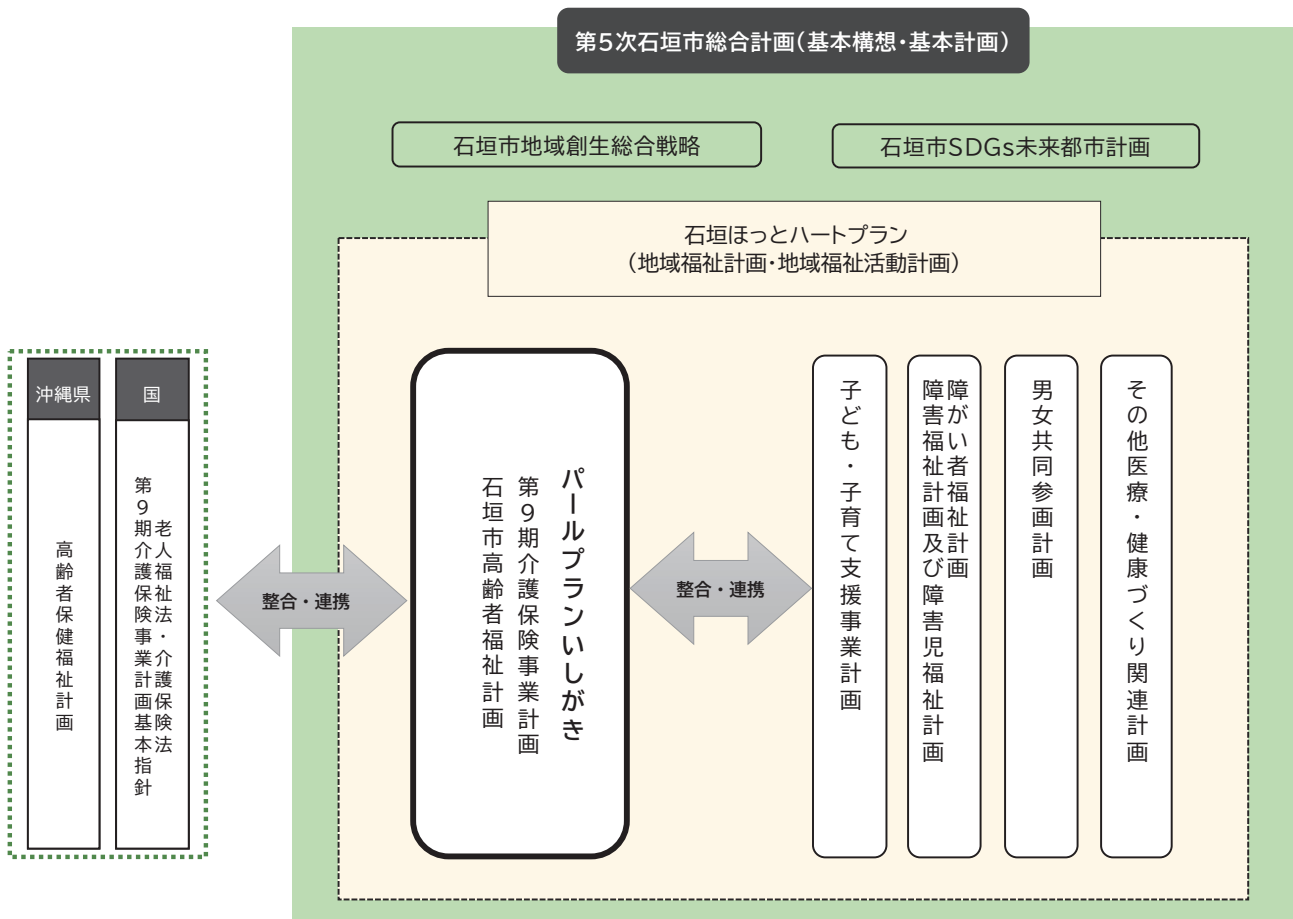 第5次石垣市総合計画(基本構想・基本計画)
石垣市地域創生総合戦略
石垣市SDGs未来都市計画
石垣ほっとハートプラン
(地域福祉計画・地域福祉活動計画)
沖縄県
高齢者保健福祉計画
国
老人福祉法・介護保険法
第9期介護保険事業計画基本指針
整合・連携
パールプランいしがき
第9期介護保険事業計画
石垣市高齢者福祉計画
整合・連携
子ども・子育て支援事業計画
障がい者福祉計画
障害福祉計画及び障害児福祉計画
男女共同参画計画
その他医療・健康づくり関連計画